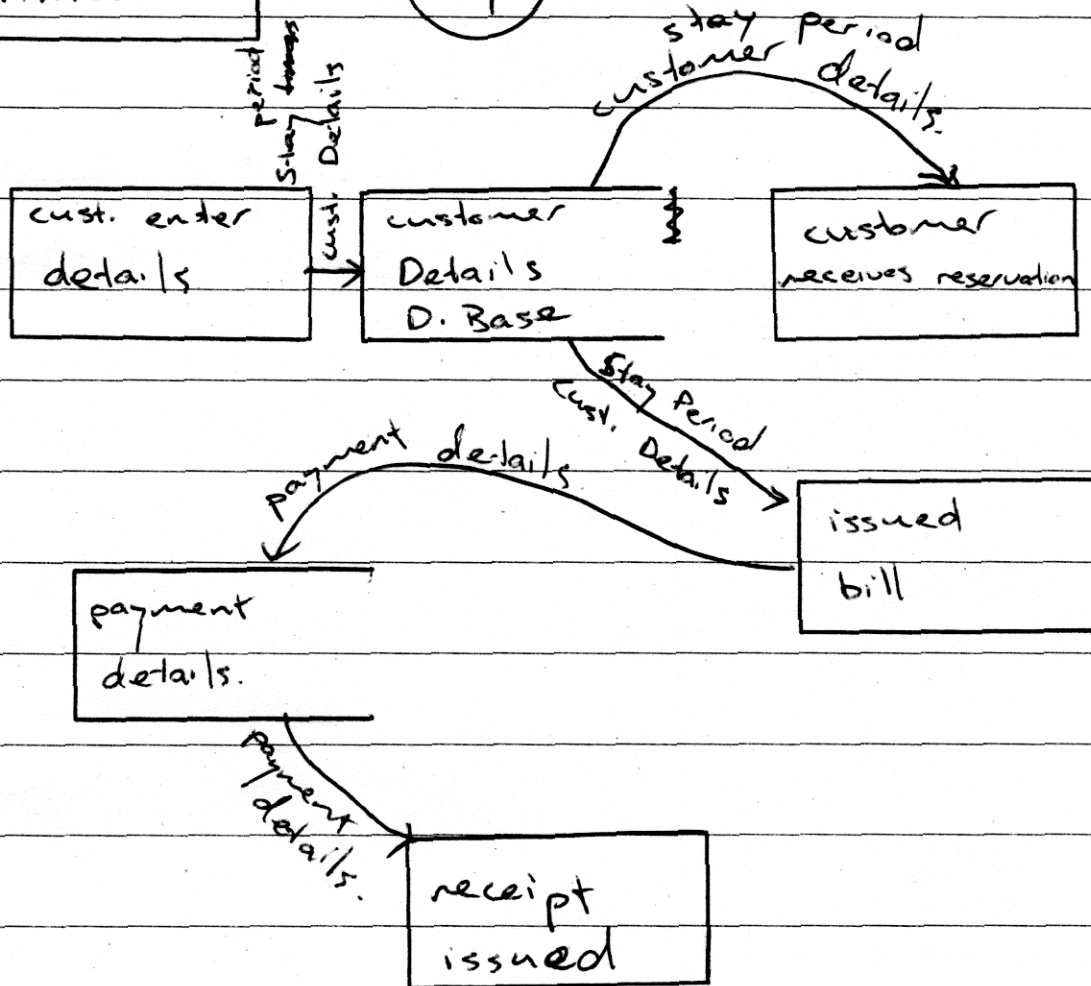 stay period
customer details.
period
Stay
cust. Details
cust. enter
details
customer
Details
D. Base
customer
receives reservation
Stay Period
Cust. Details
payment details
issued
bill
payment
details.
payment
details.
receipt
issued